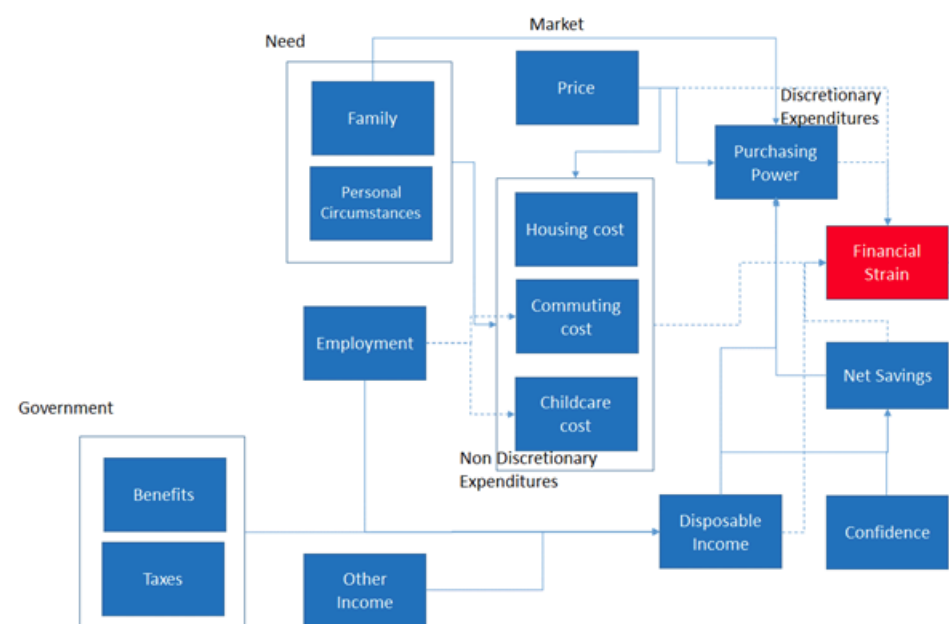 Market
Need
Price
Family
Discretionary
Expenditures
Purchasing
Power
Personal
Circumstances
Housing cost
Financial
Strain
Commuting
cost
Employment
Net Savings
Childcare
cost
Government
Non Discretionary
Expenditures
Benefits
Disposable
Income
Confidence
Taxes
Other
Income